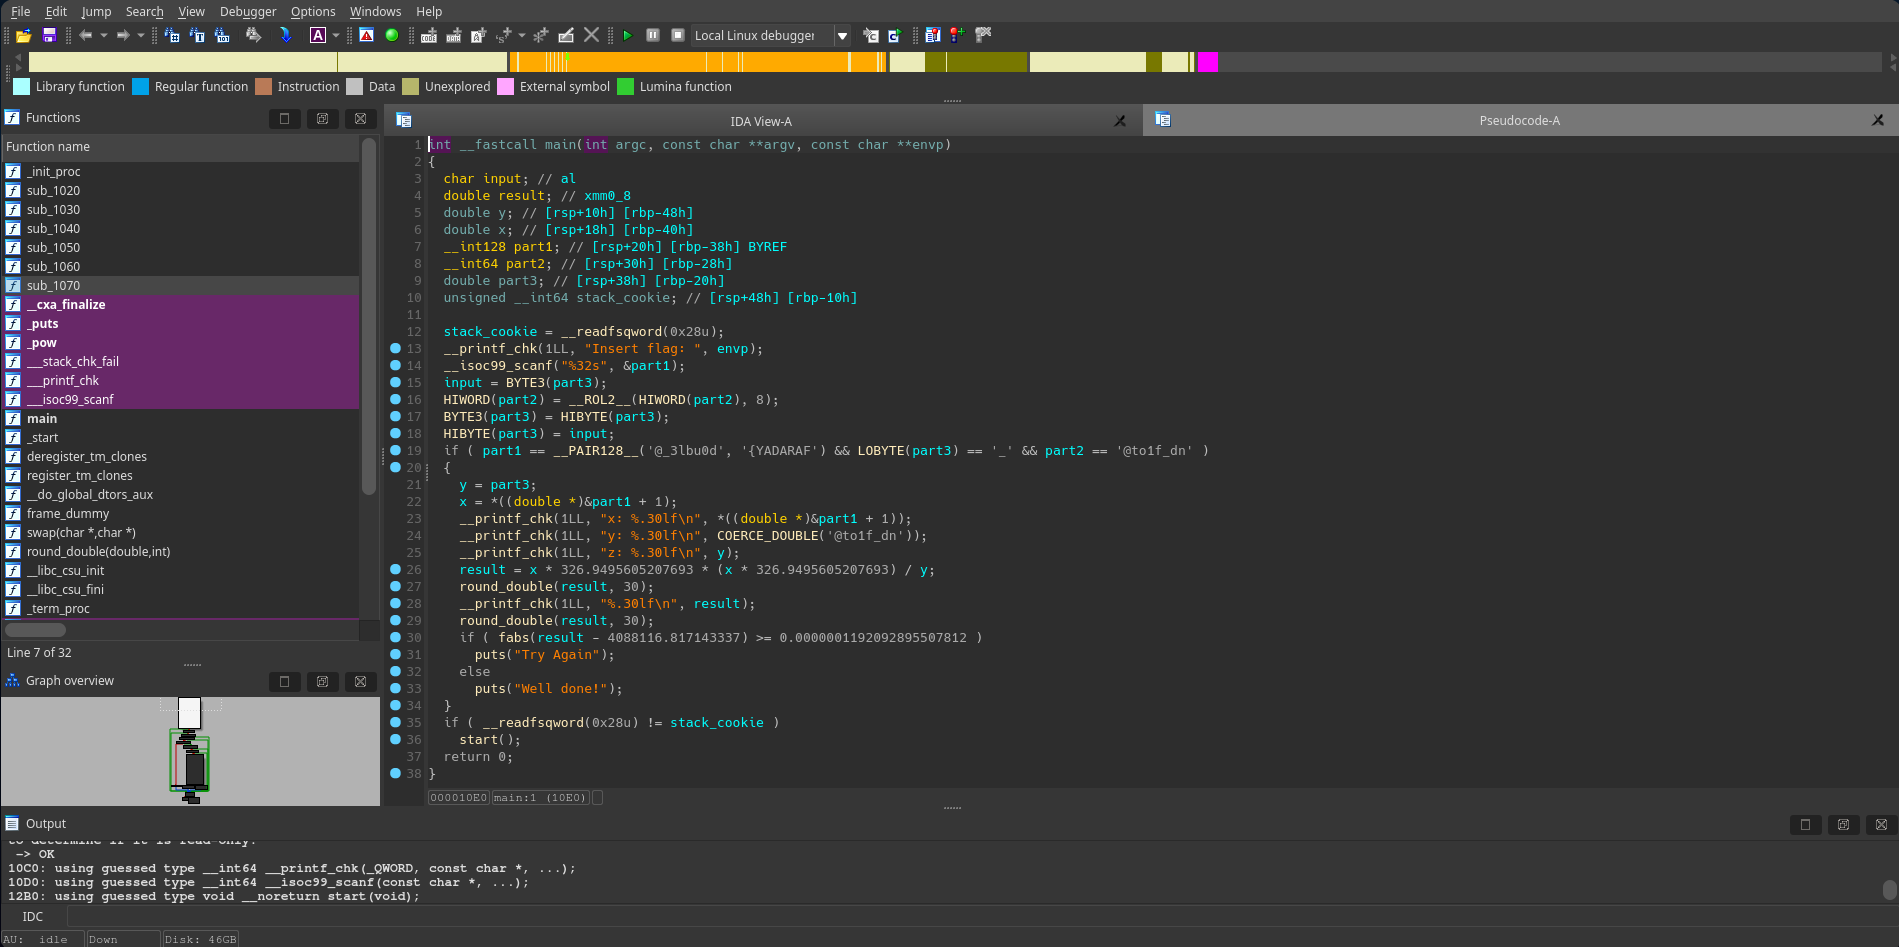 File Edit Jump Search View Debugger Options Windows Help
Local Linux debugger
Library function Regular function Instruction Data Unexplored External symbol Lumina function
Functions
Function name
_init_proc
sub_1020
sub_1030
sub_1040
sub_1050
sub_1060
sub_1070
__cxa_finalize
_puts
_pow
___stack_chk_fail
___printf_chk
___isoc99_scanf
main
_start
deregister_tm_clones
register_tm_clones
__do_global_dtors_aux
frame_dummy
swap(char *,char *)
round_double(double,int)
__libc_csu_init
__libc_csu_fini
_term_proc
Line 7 of 32
Graph overview
IDA View-A
Pseudocode-A
1 int __fastcall main(int argc, const char **argv, const char **envp)
2 {
3 char input; // al
4 double result; // xmm0_8
5 double y; // [rsp+10h] [rbp-48h]
6 double x; // [rsp+18h] [rbp-40h]
7 __int128 part1; // [rsp+20h] [rbp-38h] BYREF
8 __int64 part2; // [rsp+30h] [rbp-28h]
9 double part3; // [rsp+38h] [rbp-20h]
10 unsigned __int64 stack_cookie; // [rsp+48h] [rbp-10h]
11
12 stack_cookie = __readfsqword(0x28u);
13 __printf_chk(1LL, "Insert flag: ", envp);
14 __isoc99_scanf("%32s", &part1);
15 input = BYTE3(part3);
16 HIWORD(part2) = __ROL2__(HIWORD(part2), 8);
17 BYTE3(part3) = HIBYTE(part3);
18 HIBYTE(part3) = input;
19 if ( part1 == __PAIR128__('@_3lbu0d', '{YADARAF') && LOBYTE(part3) == '_' && part2 == '@to1f_dn' )
20 {
21 y = part3;
22 x = *((double *)&part1 + 1);
23 __printf_chk(1LL, "x: %.30lf\n", *((double *)&part1 + 1));
24 __printf_chk(1LL, "y: %.30lf\n", COERCE_DOUBLE('@to1f_dn'));
25 __printf_chk(1LL, "z: %.30lf\n", y);
26 result = x * 326.9495605207693 * (x * 326.9495605207693) / y;
27 round_double(result, 30);
28 __printf_chk(1LL, "%.30lf\n", result);
29 round_double(result, 30);
30 if ( fabs(result - 4088116.817143337) >= 0.0000001192092895507812 )
31 puts("Try Again");
32 else
33 puts("Well done!");
34 }
35 if ( __readfsqword(0x28u) != stack_cookie )
36 start();
37 return 0;
38 }
000010E0 main:1 (10E0)
Output
to determine if it is read-only.
-> OK
10C0: using guessed type __int64 __printf_chk(_QWORD, const char *, ...);
10D0: using guessed type __int64 __isoc99_scanf(const char *, ...);
12B0: using guessed type void __noreturn start(void);
IDC
AU: idle Down Disk: 46GB